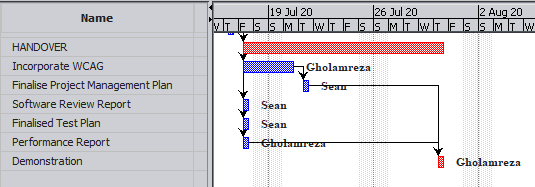 Name
19 Jul 20 26 Jul 20 2 Aug 20
W T F S S M T W T F S S M T W T F S S M T
HANDOVER
Incorporate WCAG Gholamreza
Finalise Project Management Plan Sean
Software Review Report Sean
Finalised Test Plan Sean
Performance Report Gholamreza
Demonstration Gholamreza